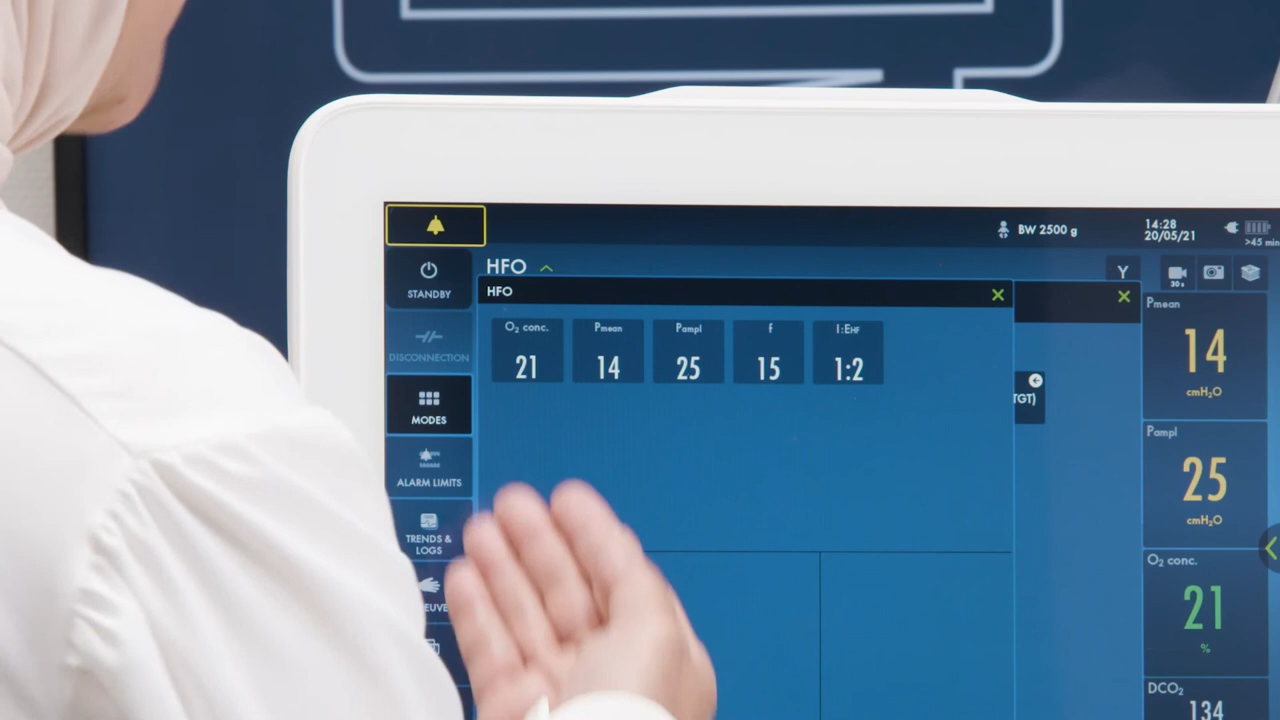 BW 2500 g
14:28
20/05/21
>45 min
STANDBY
DISCONNECTION
MODES
ALARM LIMITS
TRENDS &
LOGS
HFO
Y
30 s
HFO
O₂ conc.
21
Pmean
14
Pampl
25
f
15
I:EHF
1:2
TGT)
Pmean
14
cmH₂O
Pampl
25
cmH₂O
O₂ conc.
21
%
DCO₂
134